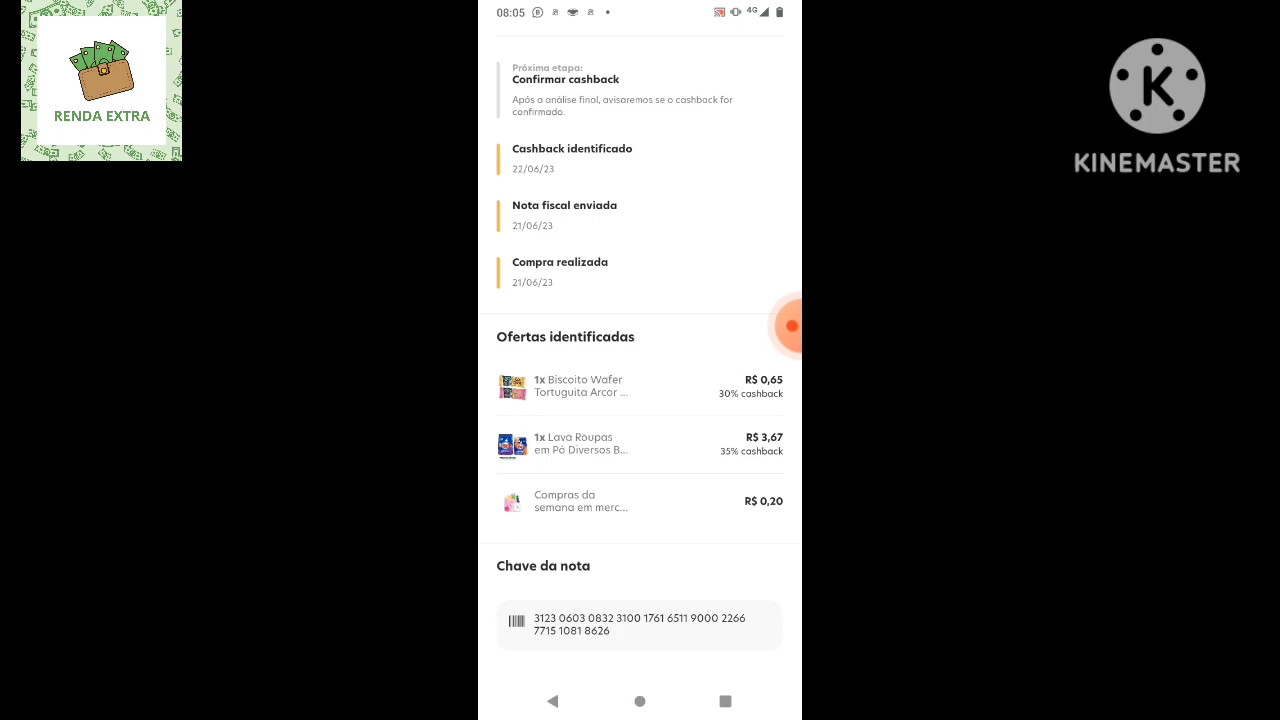 RENDA EXTRA
08:05
4G
KINEMASTER
Próxima etapa:
Confirmar cashback
Após a análise final, avisaremos se o cashback for
confirmado.
Cashback identificado
22/06/23
Nota fiscal enviada
21/06/23
Compra realizada
21/06/23
Ofertas identificadas
1x Biscoito Wafer
Tortuguita Arcor ...
R$ 0,65
30% cashback
1x Lava Roupas
em Pó Diversos B...
R$ 3,67
35% cashback
Compras da
semana em merc...
R$ 0,20
Chave da nota
3123 0603 0832 3100 1761 6511 9000 2266
7715 1081 8626